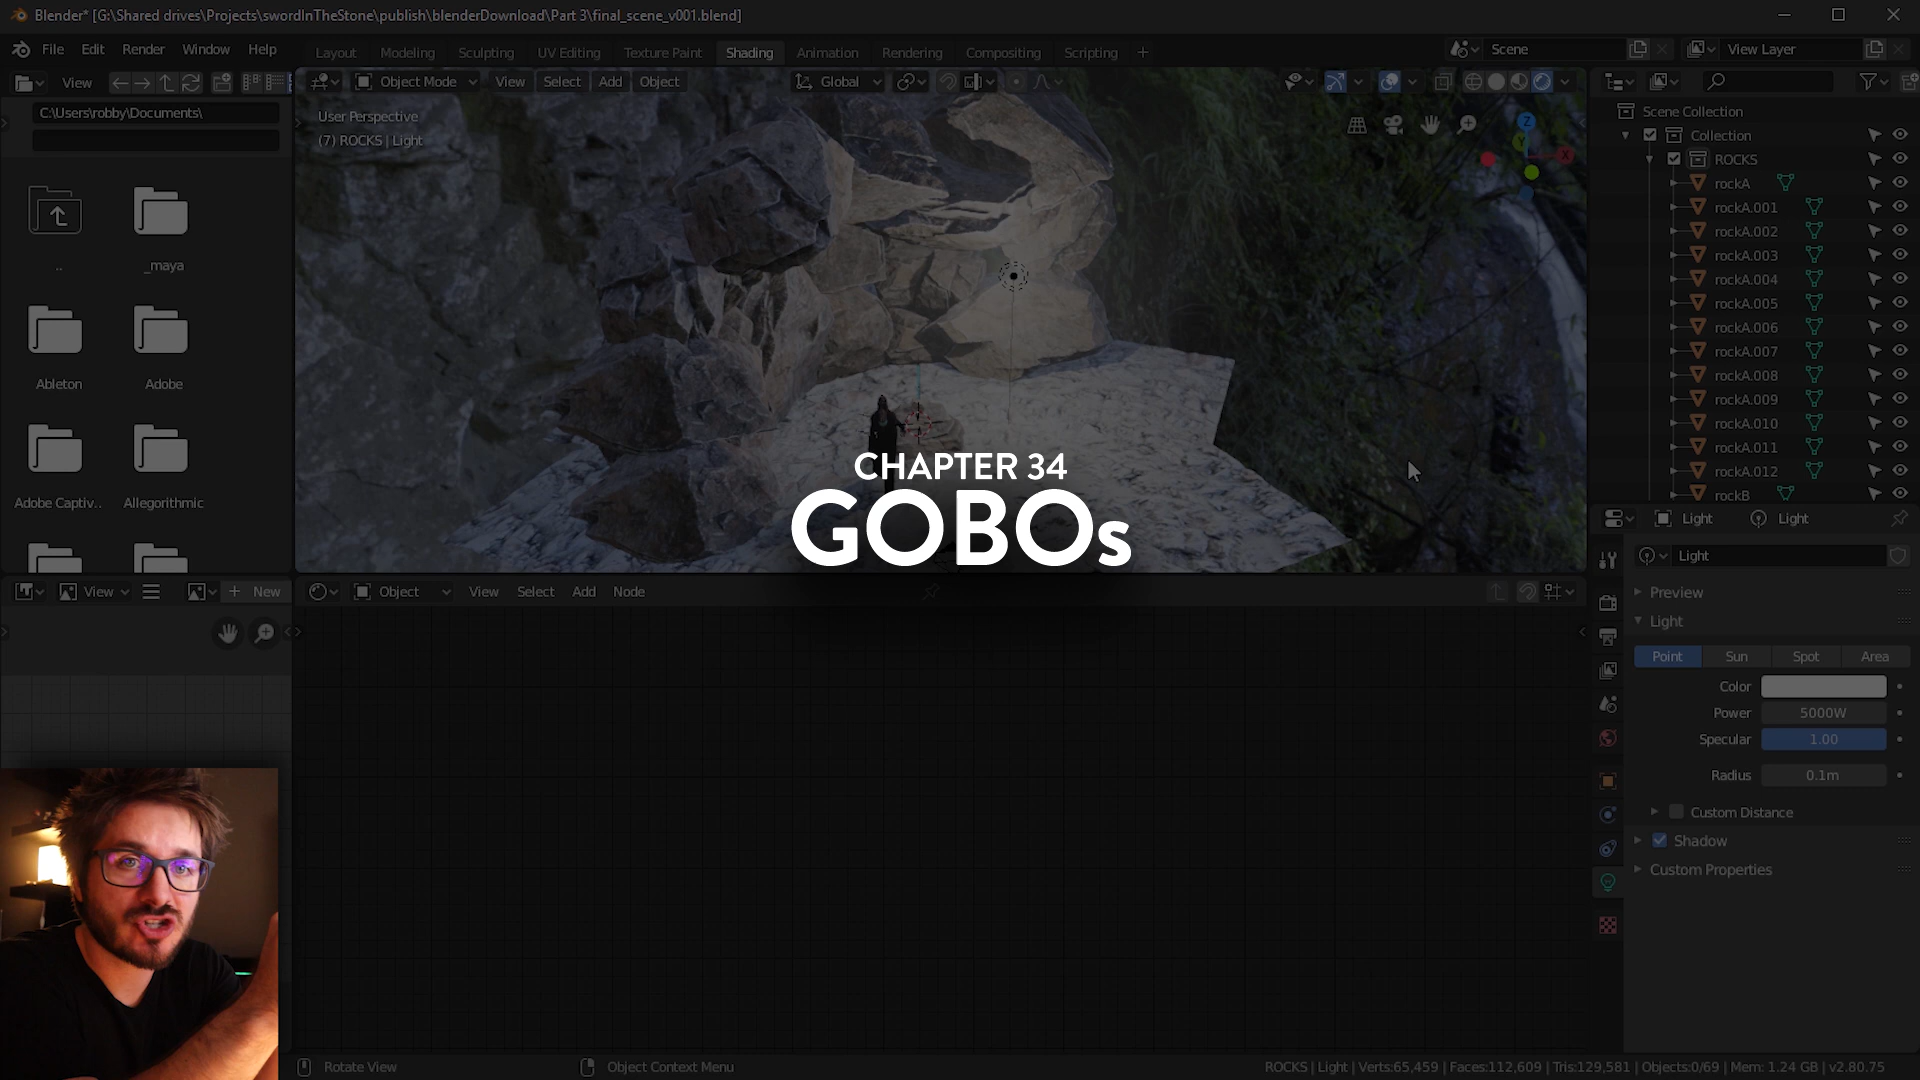 Blender* [G:\Shared drives\Projects\swordInTheStone\publish\blenderDownload\Part 3\final_scene_v001.blend]
File Edit Render Window Help
Layout Modeling Sculpting UV Editing Texture Paint Shading Animation Rendering Compositing Scripting +
Scene
View Layer
View
Object Mode View Select Add Object
Global
C:\Users\robby\Documents\
..
_maya
Ableton
Adobe
Adobe Captiv..
Allegorithmic
User Perspective
(7) ROCKS | Light
Z
Y
X
Scene Collection
Collection
ROCKS
rockA
rockA.001
rockA.002
rockA.003
rockA.004
rockA.005
rockA.006
rockA.007
rockA.008
rockA.009
rockA.010
rockA.011
rockA.012
rockB
CHAPTER 34
GOBOs
View
+ New
Object View Select Add Node
Light Light
Light
Preview
Light
Point Sun Spot Area
Color
Power 5000W
Specular 1.00
Radius 0.1m
Custom Distance
Shadow
Custom Properties
Rotate View
Object Context Menu
ROCKS | Light | Verts:65,459 | Faces:112,609 | Tris:129,581 | Objects:0/69 | Mem: 1.24 GB | v2.80.75